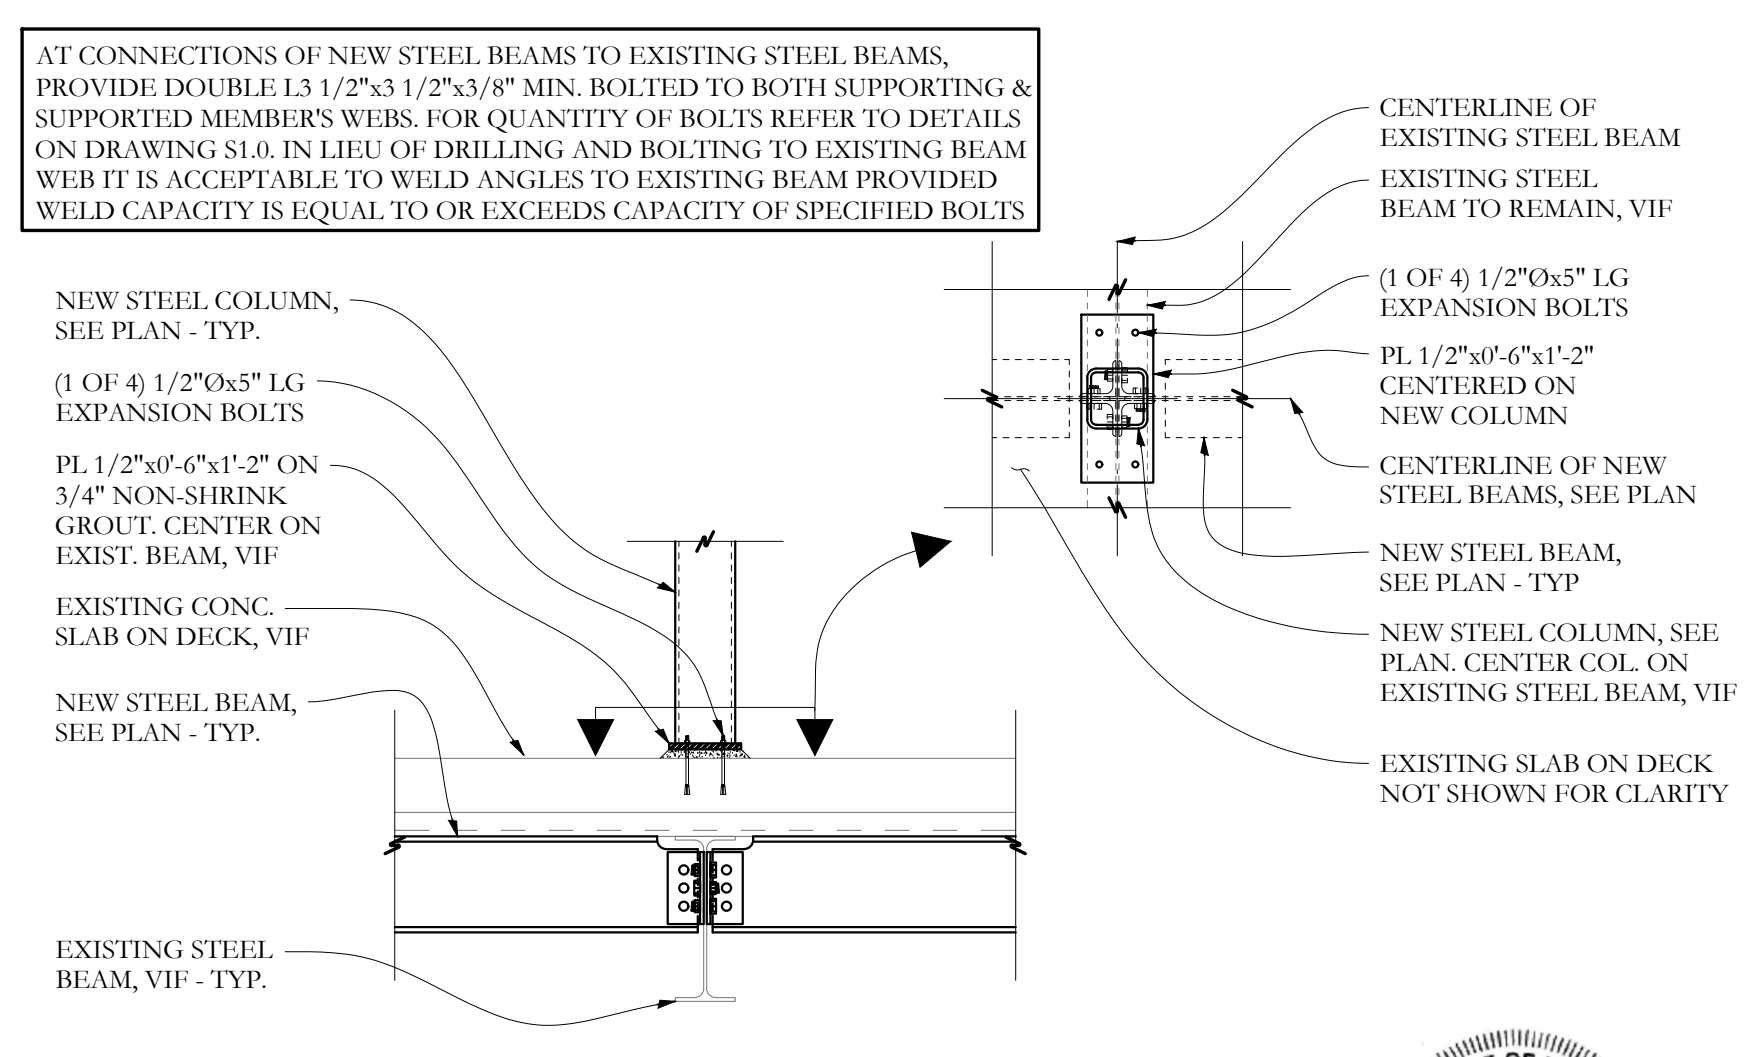 AT CONNECTIONS OF NEW STEEL BEAMS TO EXISTING STEEL BEAMS,
PROVIDE DOUBLE L3 1/2"x3 1/2"x3/8" MIN. BOLTED TO BOTH SUPPORTING &
SUPPORTED MEMBER'S WEBS. FOR QUANTITY OF BOLTS REFER TO DETAILS
ON DRAWING S1.0. IN LIEU OF DRILLING AND BOLTING TO EXISTING BEAM
WEB IT IS ACCEPTABLE TO WELD ANGLES TO EXISTING BEAM PROVIDED
WELD CAPACITY IS EQUAL TO OR EXCEEDS CAPACITY OF SPECIFIED BOLTS
NEW STEEL COLUMN,
SEE PLAN - TYP.
(1 OF 4) 1/2"Øx5" LG
EXPANSION BOLTS
PL 1/2"x0'-6"x1'-2" ON
3/4" NON-SHRINK
GROUT. CENTER ON
EXIST. BEAM, VIF
EXISTING CONC.
SLAB ON DECK, VIF
NEW STEEL BEAM,
SEE PLAN - TYP.
EXISTING STEEL
BEAM, VIF - TYP.
CENTERLINE OF
EXISTING STEEL BEAM
EXISTING STEEL
BEAM TO REMAIN, VIF
(1 OF 4) 1/2"Øx5" LG
EXPANSION BOLTS
PL 1/2"x0'-6"x1'-2"
CENTERED ON
NEW COLUMN
CENTERLINE OF NEW
STEEL BEAMS, SEE PLAN
NEW STEEL BEAM,
SEE PLAN - TYP
NEW STEEL COLUMN, SEE
PLAN. CENTER COL. ON
EXISTING STEEL BEAM, VIF
EXISTING SLAB ON DECK
NOT SHOWN FOR CLARITY